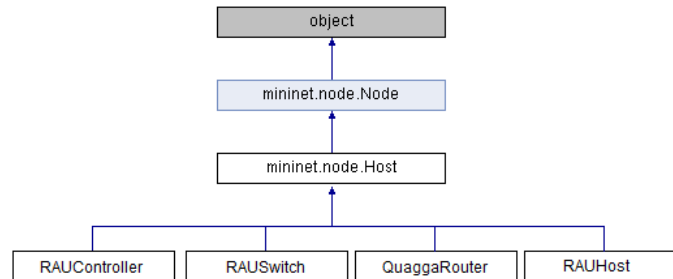 object
mininet.node.Node
mininet.node.Host
RAUController
RAUSwitch
QuaggaRouter
RAUHost